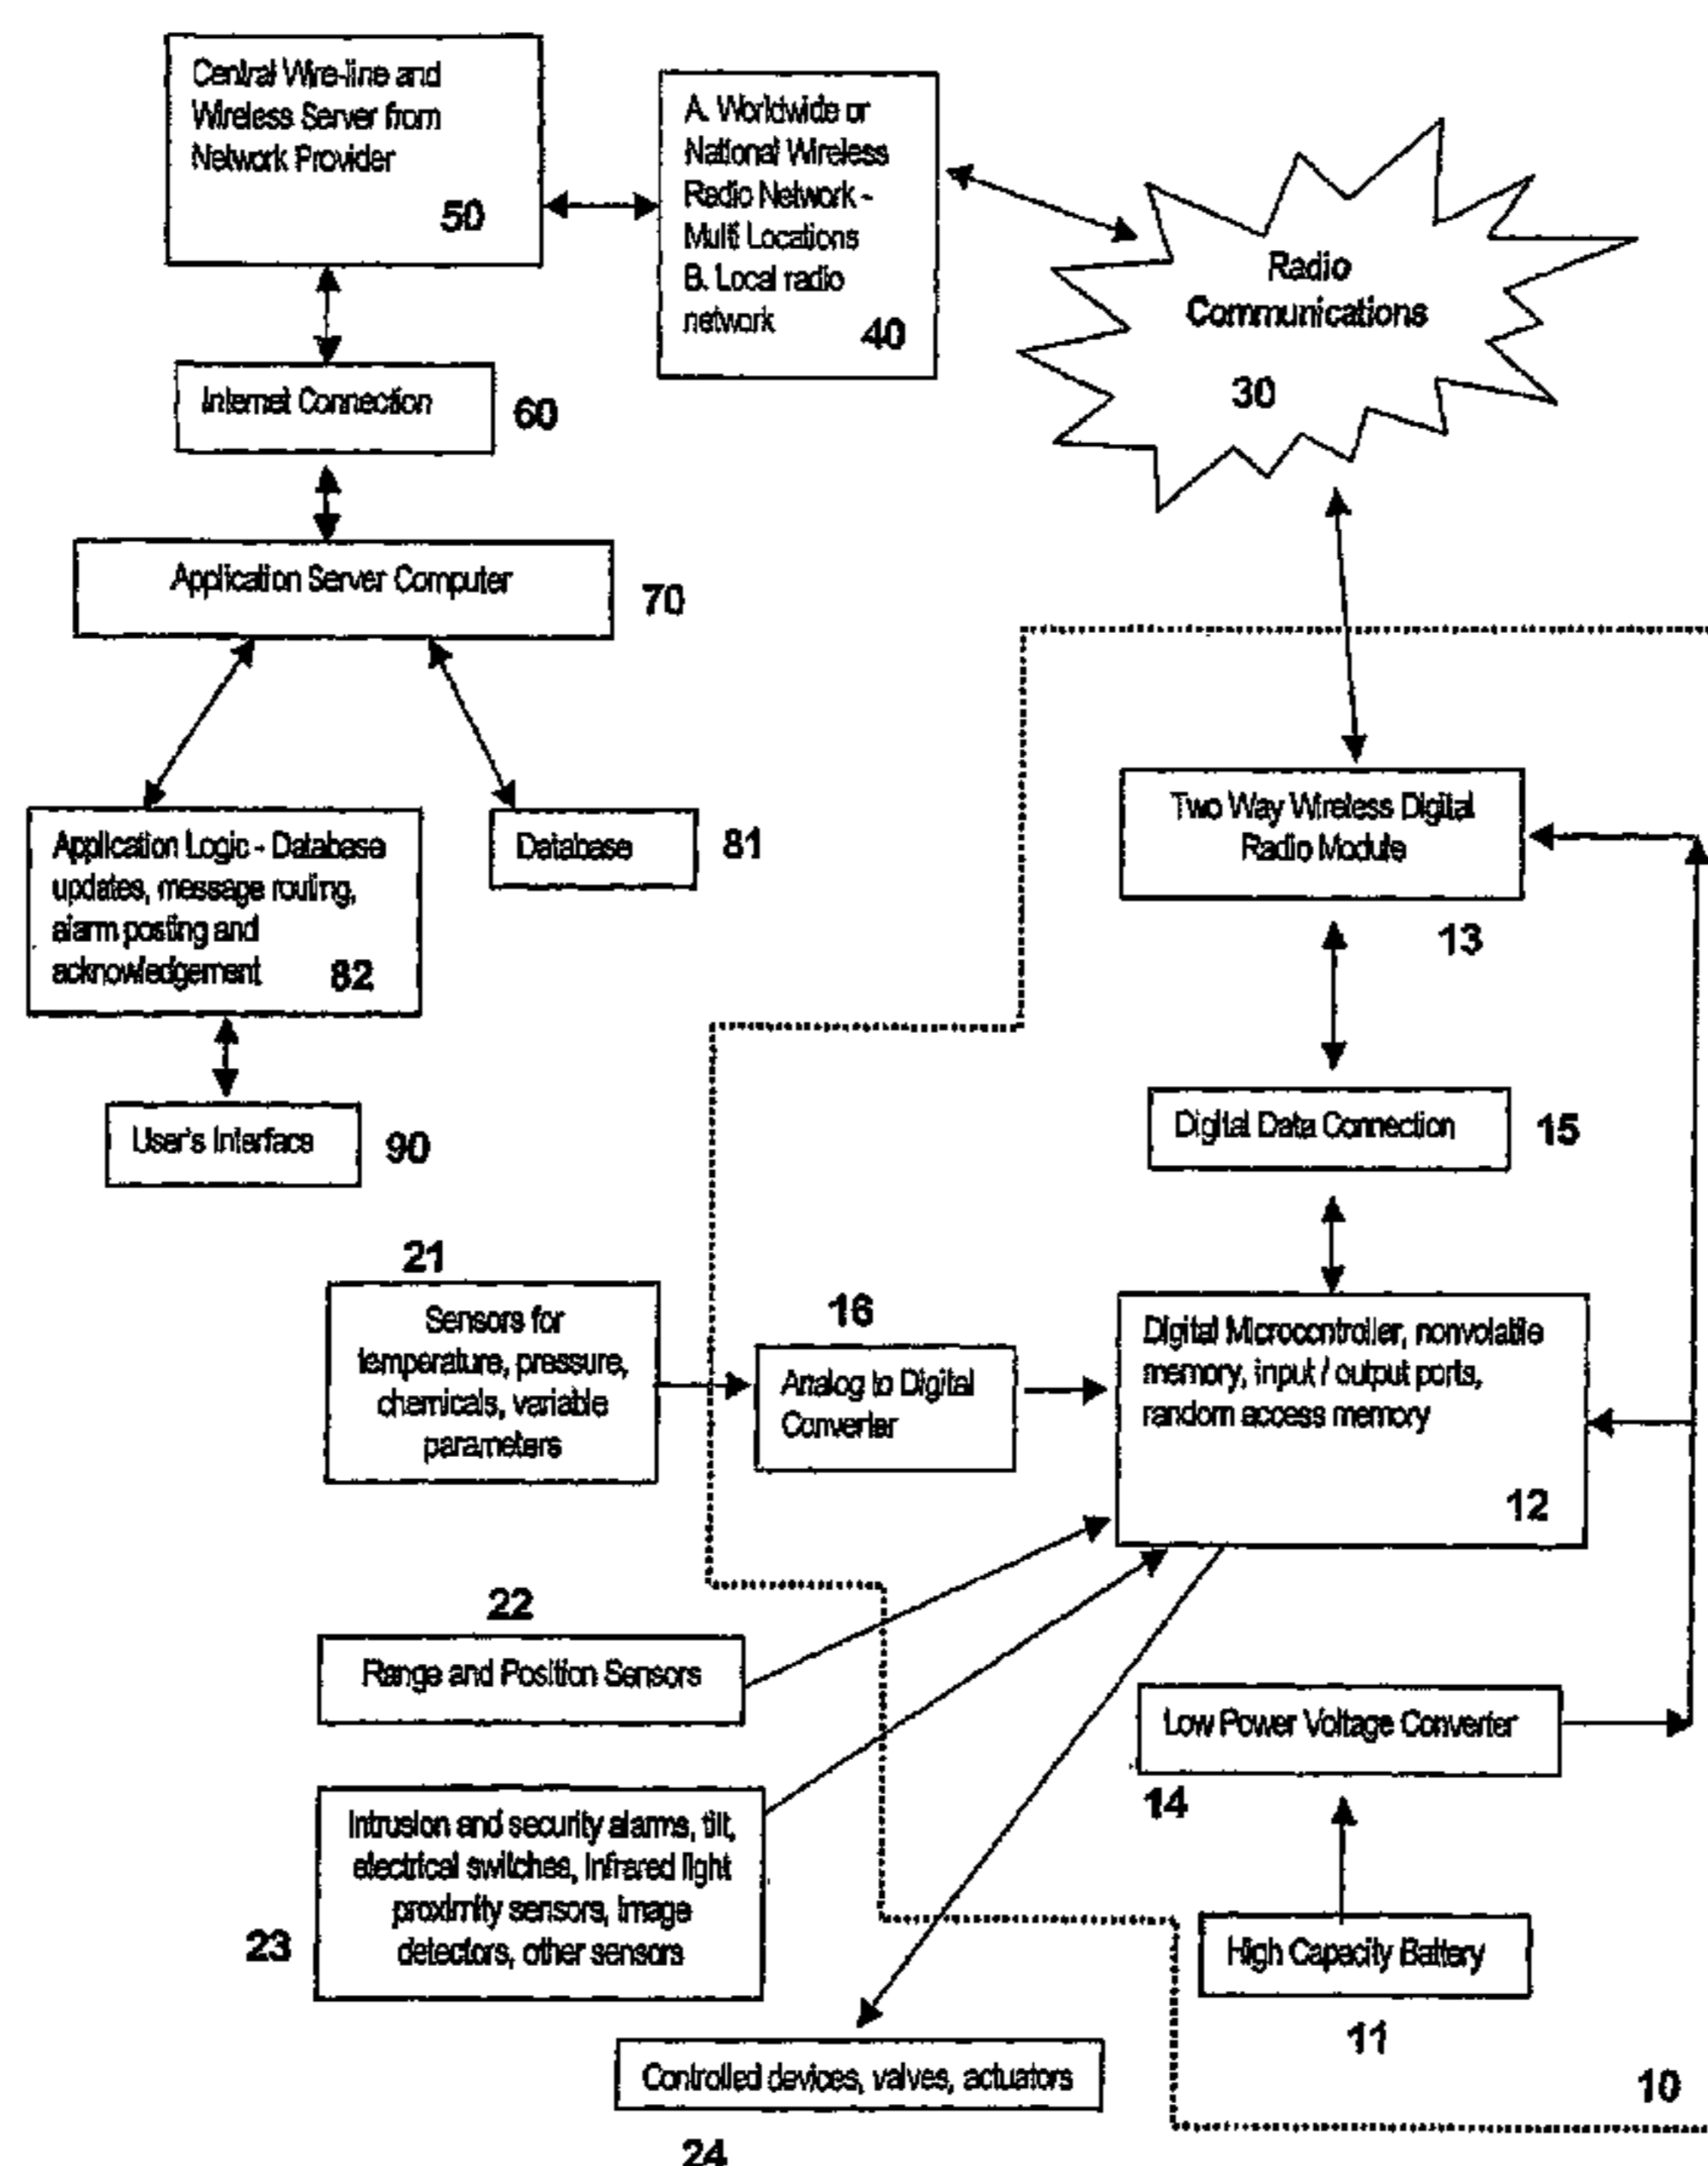 Central Wire-line and
Wireless Server from
Network Provider
50
A. Worldwide or
National Wireless
Radio Network -
Multi Locations
B. Local radio
network
40
Radio
Communications
30
Internet Connection
60
Application Server Computer
70
Application Logic - Database
updates, message routing,
alarm posting and
acknowledgement
82
Database
81
User's Interface
90
Two Way Wireless Digital
Radio Module
13
Digital Data Connection
15
21
Sensors for
temperature, pressure,
chemicals, variable
parameters
16
Analog to Digital
Converter
Digital Microcontroller, nonvolatile
memory, input / output ports,
random access memory
12
22
Range and Position Sensors
Low Power Voltage Converter
14
Intrusion and security alarms, tilt,
electrical switches, infrared light
proximity sensors, image
detectors, other sensors
23
High Capacity Battery
11
Controlled devices, valves, actuators
24
10